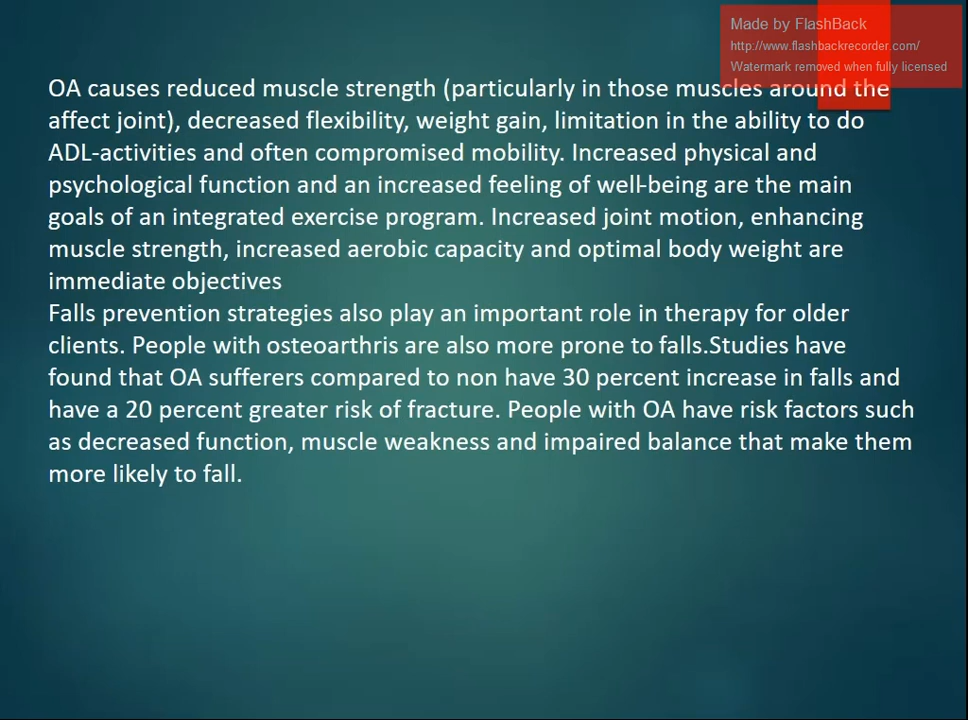 Made by FlashBack
http://www.flashbackrecorder.com/
Watermark removed when fully licensed
OA causes reduced muscle strength (particularly in those muscles around the
affect joint), decreased flexibility, weight gain, limitation in the ability to do
ADL-activities and often compromised mobility. Increased physical and
psychological function and an increased feeling of well-being are the main
goals of an integrated exercise program. Increased joint motion, enhancing
muscle strength, increased aerobic capacity and optimal body weight are
immediate objectives
Falls prevention strategies also play an important role in therapy for older
clients. People with osteoarthris are also more prone to falls.Studies have
found that OA sufferers compared to non have 30 percent increase in falls and
have a 20 percent greater risk of fracture. People with OA have risk factors such
as decreased function, muscle weakness and impaired balance that make them
more likely to fall.